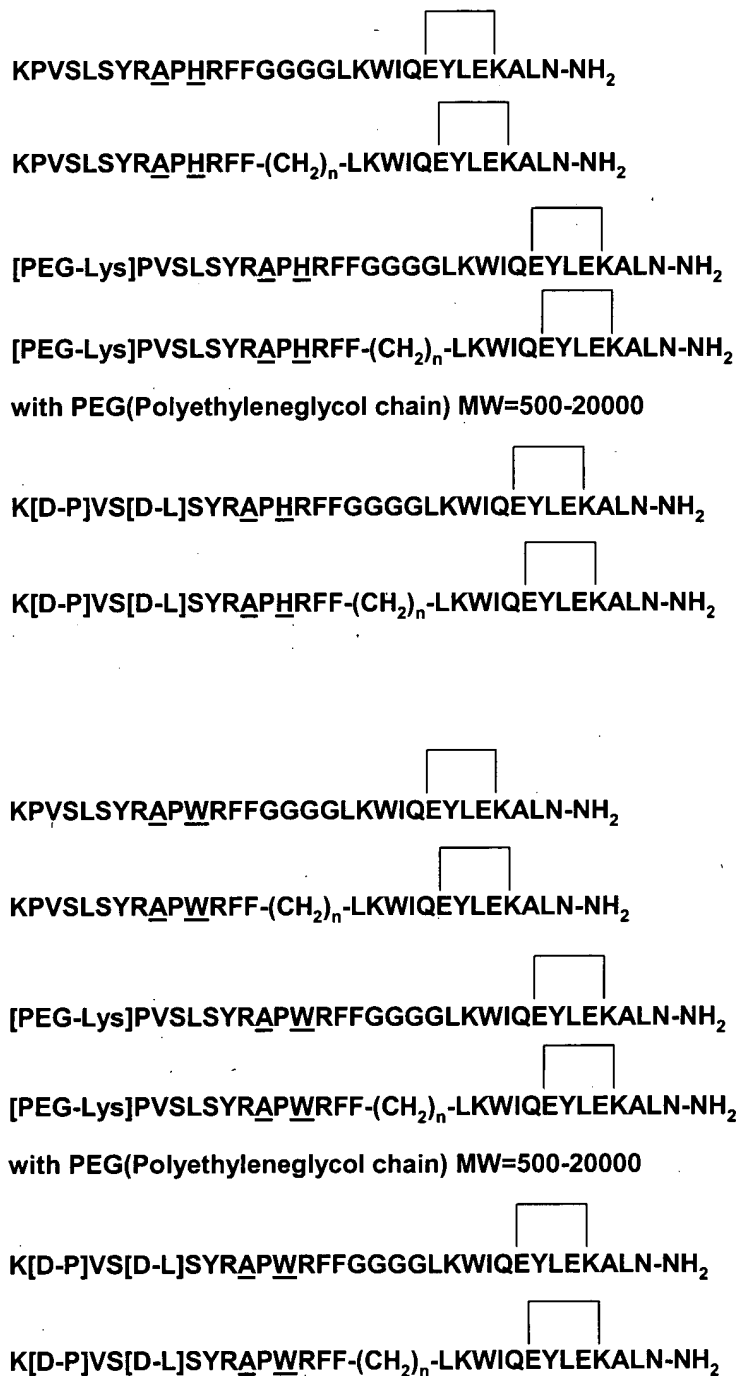 KPVSLSYRAPHRFFGGGGLKWIQEYLEKALN-NH₂
KPVSLSYRAPHRFF-(CH₂)ₙ-LKWIQEYLEKALN-NH₂
[PEG-Lys]PVSLSYRAPHRFFGGGGLKWIQEYLEKALN-NH₂
[PEG-Lys]PVSLSYRAPHRFF-(CH₂)ₙ-LKWIQEYLEKALN-NH₂
with PEG(Polyethyleneglycol chain) MW=500-20000
K[D-P]VS[D-L]SYRAPHRFFGGGGLKWIQEYLEKALN-NH₂
K[D-P]VS[D-L]SYRAPHRFF-(CH₂)ₙ-LKWIQEYLEKALN-NH₂
KPVSLSYRAPWRFFGGGGLKWIQEYLEKALN-NH₂
KPVSLSYRAPWRFF-(CH₂)ₙ-LKWIQEYLEKALN-NH₂
[PEG-Lys]PVSLSYRAPWRFFGGGGLKWIQEYLEKALN-NH₂
[PEG-Lys]PVSLSYRAPWRFF-(CH₂)ₙ-LKWIQEYLEKALN-NH₂
with PEG(Polyethyleneglycol chain) MW=500-20000
K[D-P]VS[D-L]SYRAPWRFFGGGGLKWIQEYLEKALN-NH₂
K[D-P]VS[D-L]SYRAPWRFF-(CH₂)ₙ-LKWIQEYLEKALN-NH₂